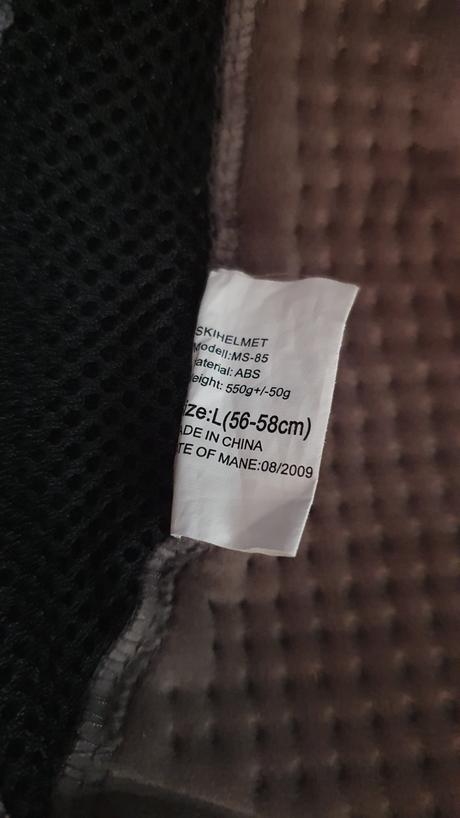 SKIHELMET
Modell:MS-85
aterial: ABS
eight: 550g+/-50g
ize:L(56-58cm)
ADE IN CHINA
TE OF MANE:08/2009